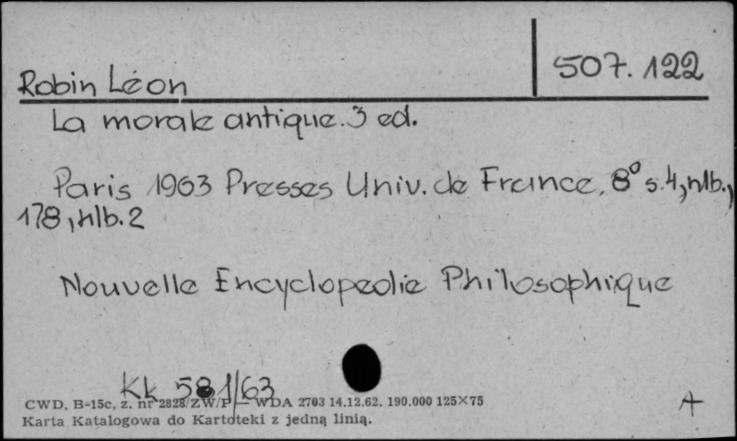 507.122
Robin Léon
La morale antique. 3 ed.
Paris 1963 Presses Univ. de France, 8° s. 4, nlb.,
178, nlb. 2
Nouvelle Encyclopedie Philosophique
Kk 581/63
A
CWD, B-15c, z. nr 2828/ZW/P — WDA 2703 14.12.62. 190.000 125×75
Karta Katalogowa do Kartoteki z jedną linią.